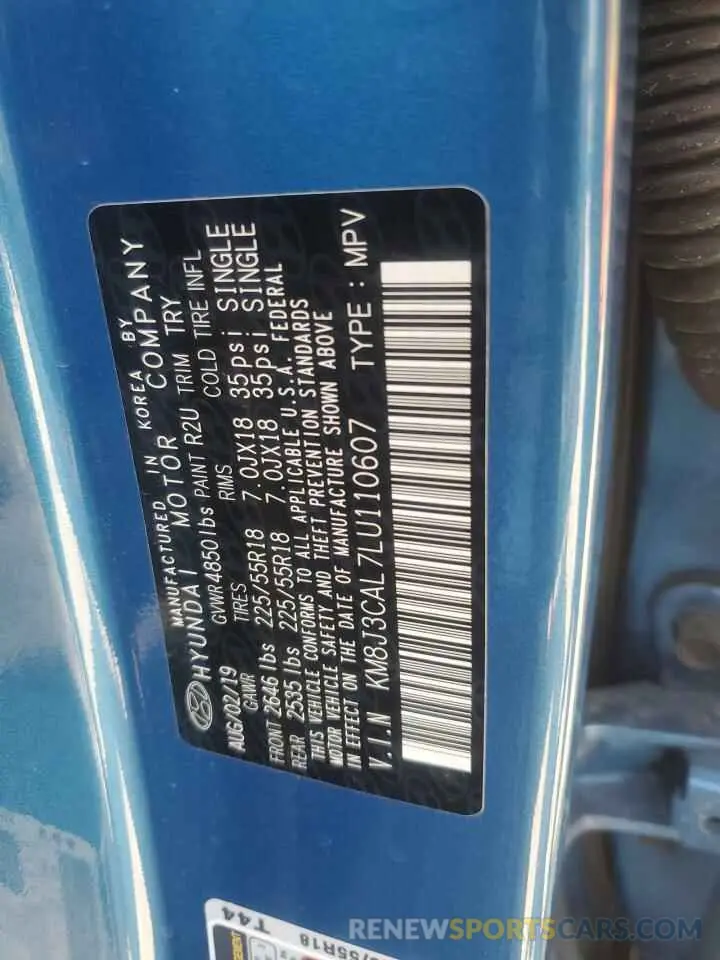 MANUFACTURED IN KOREA BY
HYUNDAI MOTOR COMPANY
GVWR 4850 lbs PAINT R2U TRIM TRY
AUG/02/19
GAWR TIRES RIMS COLD TIRE INFL
FRONT 2646 lbs 225/55R18 7.0JX18 35psi SINGLE
REAR 2535 lbs 225/55R18 7.0JX18 35psi SINGLE
THIS VEHICLE CONFORMS TO ALL APPLICABLE U.S.A. FEDERAL
MOTOR VEHICLE SAFETY AND THEFT PREVENTION STANDARDS
IN EFFECT ON THE DATE OF MANUFACTURE SHOWN ABOVE
V.I.N KM8J3CAL7LU110607 TYPE : MPV
T44
/55R18
RENEWSPORTSCARS.COM